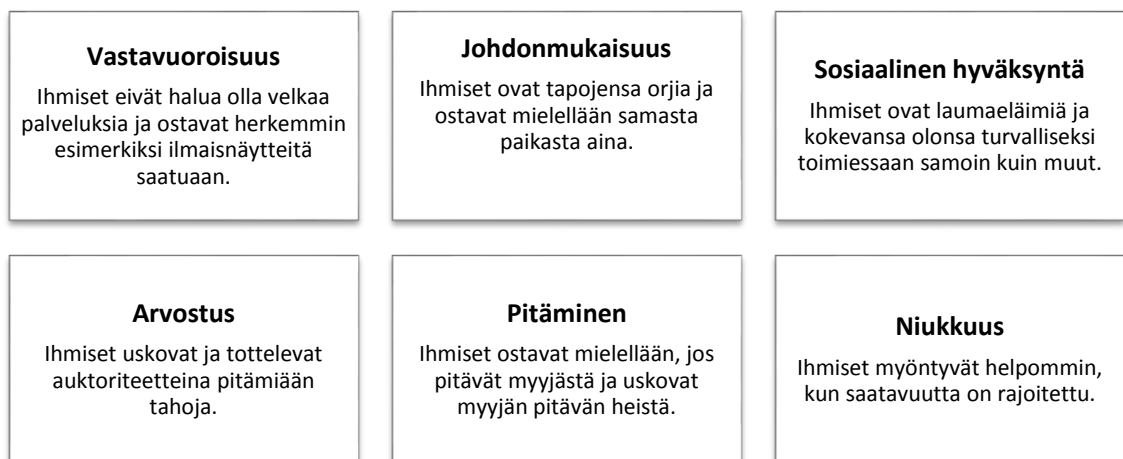 Vastavuoroisuus
Ihmiset eivät halua olla velkaa
palveluksia ja ostavat herkemmin
esimerkiksi ilmaisnäytteitä
saatuaan.
Johdonmukaisuus
Ihmiset ovat tapojensa orjia ja
ostavat mielellään samasta
paikasta aina.
Sosiaalinen hyväksyntä
Ihmiset ovat laumaeläimiä ja
kokevansa olonsa turvalliseksi
toimiessaan samoin kuin muut.
Arvostus
Ihmiset uskovat ja tottelevat
auktoriteetteina pitämiään
tahoja.
Pitäminen
Ihmiset ostavat mielellään, jos
pitävät myyjästä ja uskovat
myyjän pitävän heistä.
Niukkuus
Ihmiset myöntyvät helpommin,
kun saatavuutta on rajoitettu.